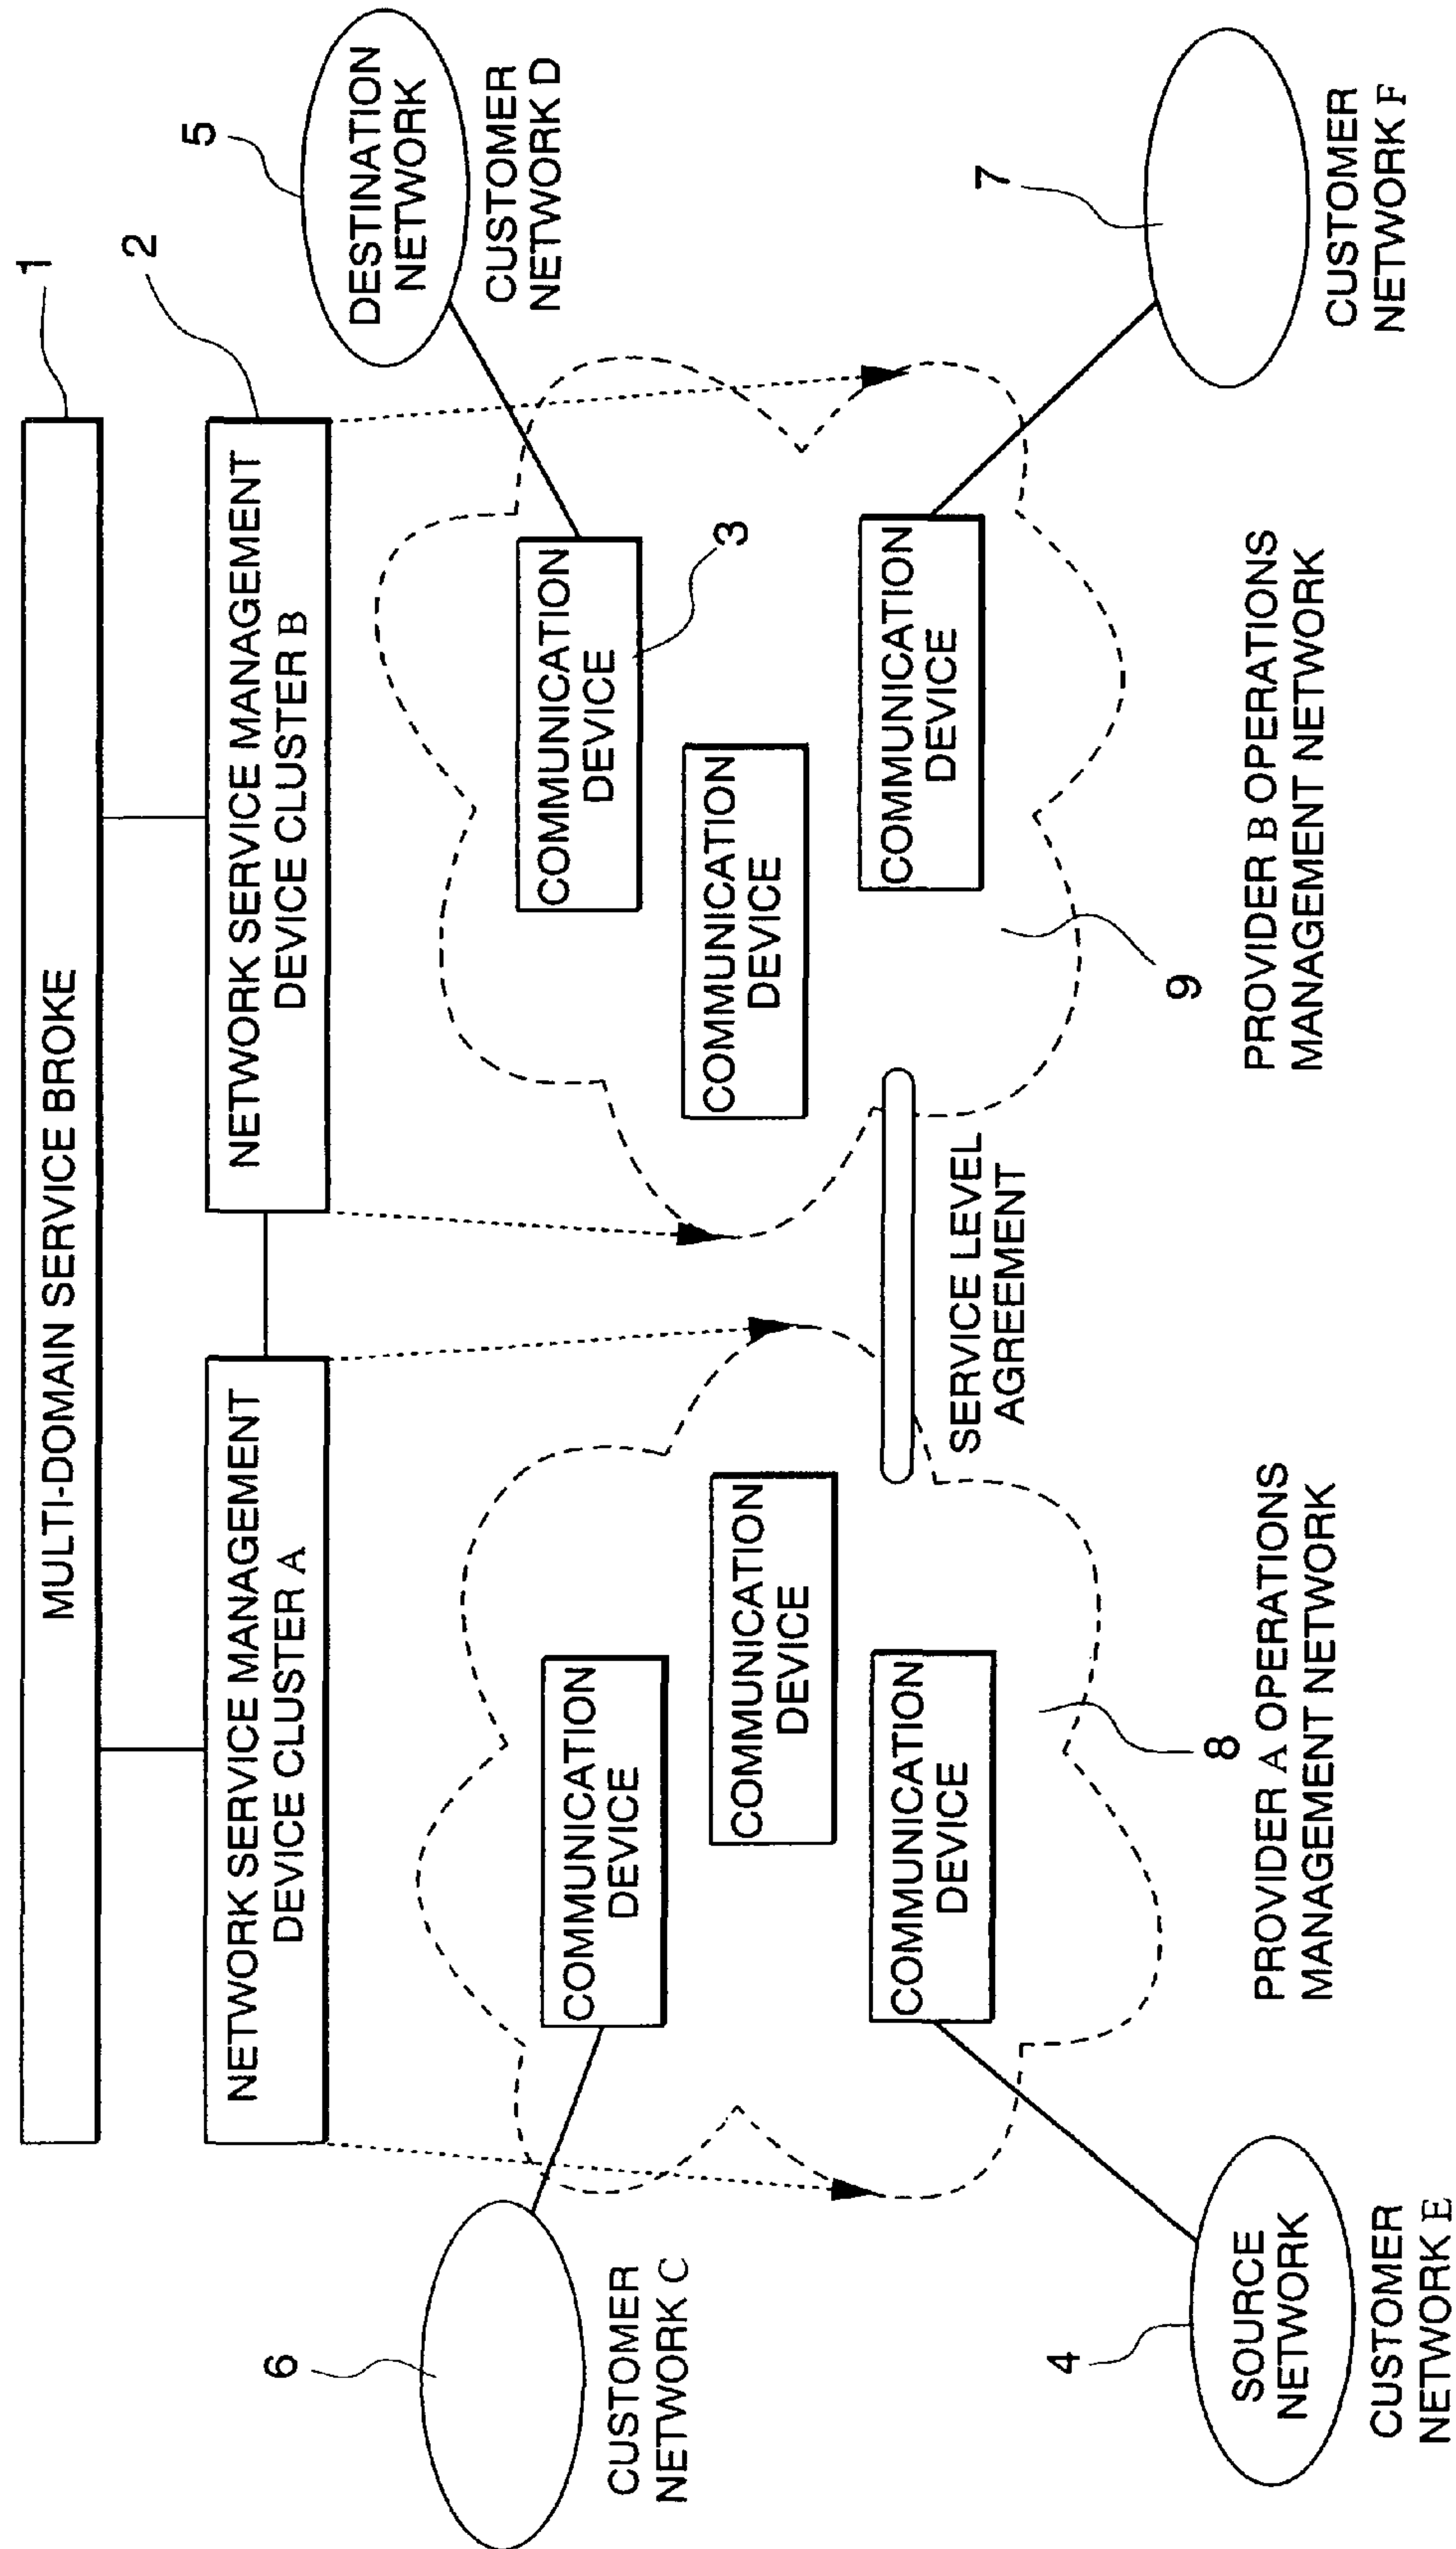 1
MULTI-DOMAIN SERVICE BROKE
2
NETWORK SERVICE MANAGEMENT
DEVICE CLUSTER A
NETWORK SERVICE MANAGEMENT
DEVICE CLUSTER B
5
DESTINATION
NETWORK
CUSTOMER
NETWORK D
6
CUSTOMER
NETWORK C
COMMUNICATION
DEVICE
COMMUNICATION
DEVICE
COMMUNICATION
DEVICE
COMMUNICATION
DEVICE
3
COMMUNICATION
DEVICE
COMMUNICATION
DEVICE
SERVICE LEVEL
AGREEMENT
7
CUSTOMER
NETWORK F
4
SOURCE
NETWORK
CUSTOMER
NETWORK E
8
PROVIDER A OPERATIONS
MANAGEMENT NETWORK
9
PROVIDER B OPERATIONS
MANAGEMENT NETWORK